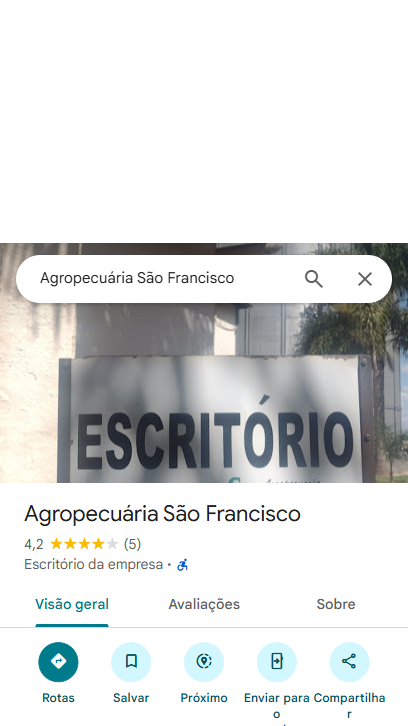 Agropecuária São Francisco
ESCRITÓRIO
Agropecuária São Francisco
4,2 (5)
Escritório da empresa ·
Visão geral
Avaliações
Sobre
Rotas
Salvar
Próximo
Enviar para o
Compartilhar